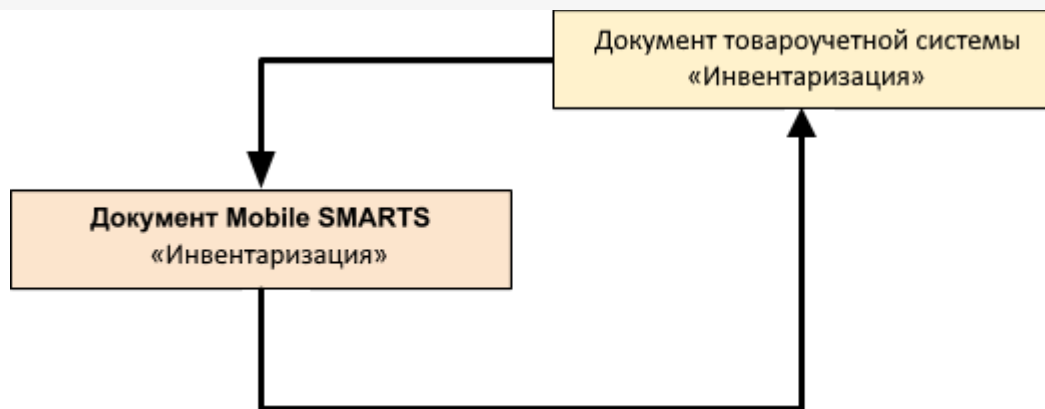 Документ товароучетной системы
«Инвентаризация»
Документ Mobile SMARTS
«Инвентаризация»